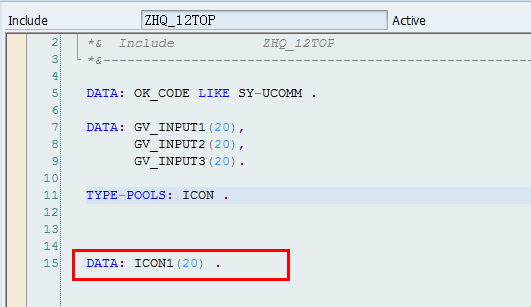 Include ZHQ_12TOP Active
2 *& Include ZHQ_12TOP
3 *&---------------------------------------------------------------------
4
5 DATA: OK_CODE LIKE SY-UCOMM .
6
7 DATA: GV_INPUT1(20),
8 GV_INPUT2(20),
9 GV_INPUT3(20).
10
11 TYPE-POOLS: ICON .
12
13
14
15 DATA: ICON1(20) .